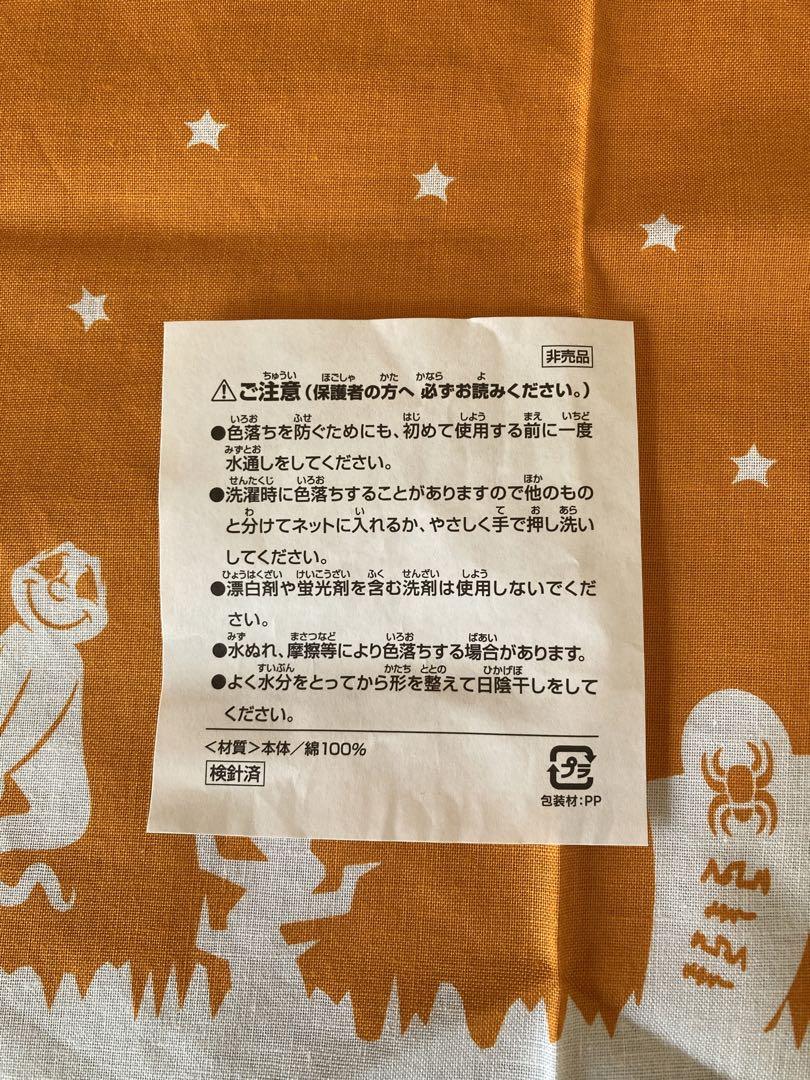 非売品
⚠ご注意(保護者の方へ 必ずお読みください。)
●色落ちを防ぐためにも、初めて使用する前に一度
水通しをしてください。
●洗濯時に色落ちすることがありますので他のもの
と分けてネットに入れるか、やさしく手で押し洗い
してください。
●漂白剤や蛍光剤を含む洗剤は使用しないでくだ
さい。
●水ぬれ、摩擦等により色落ちする場合があります。
●よく水分をとってから形を整えて日陰干しをして
ください。
<材質>本体/綿100%
検針済
プラ
包装材:PP